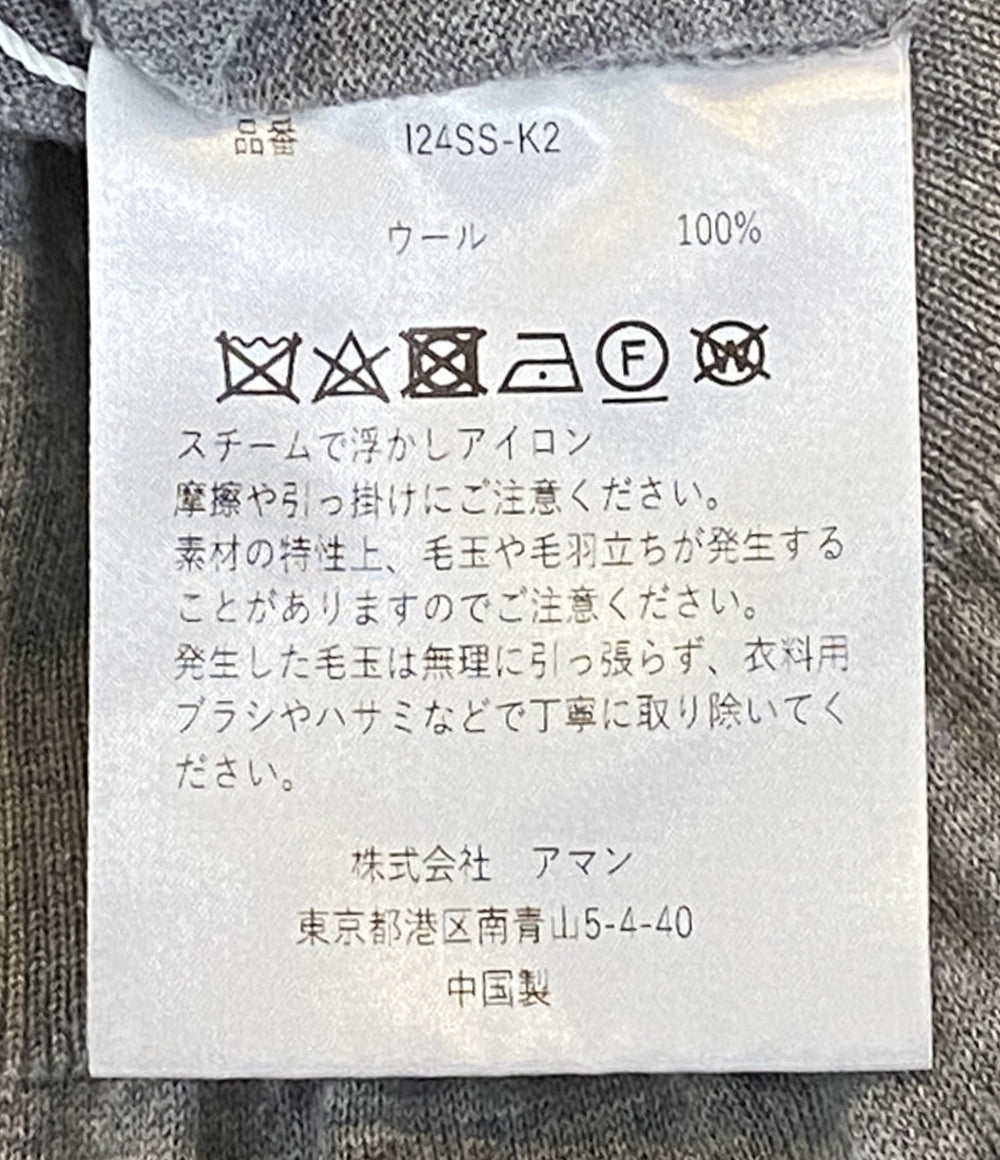 品番 I24SS-K2
ウール 100%
F
W
スチームで浮かしアイロン
摩擦や引っ掛けにご注意ください。
素材の特性上、毛玉や毛羽立ちが発生する
ことがありますのでご注意ください。
発生した毛玉は無理に引っ張らず、衣料用
ブラシやハサミなどで丁寧に取り除いてく
ださい。
株式会社 アマン
東京都港区南青山5-4-40
中国製